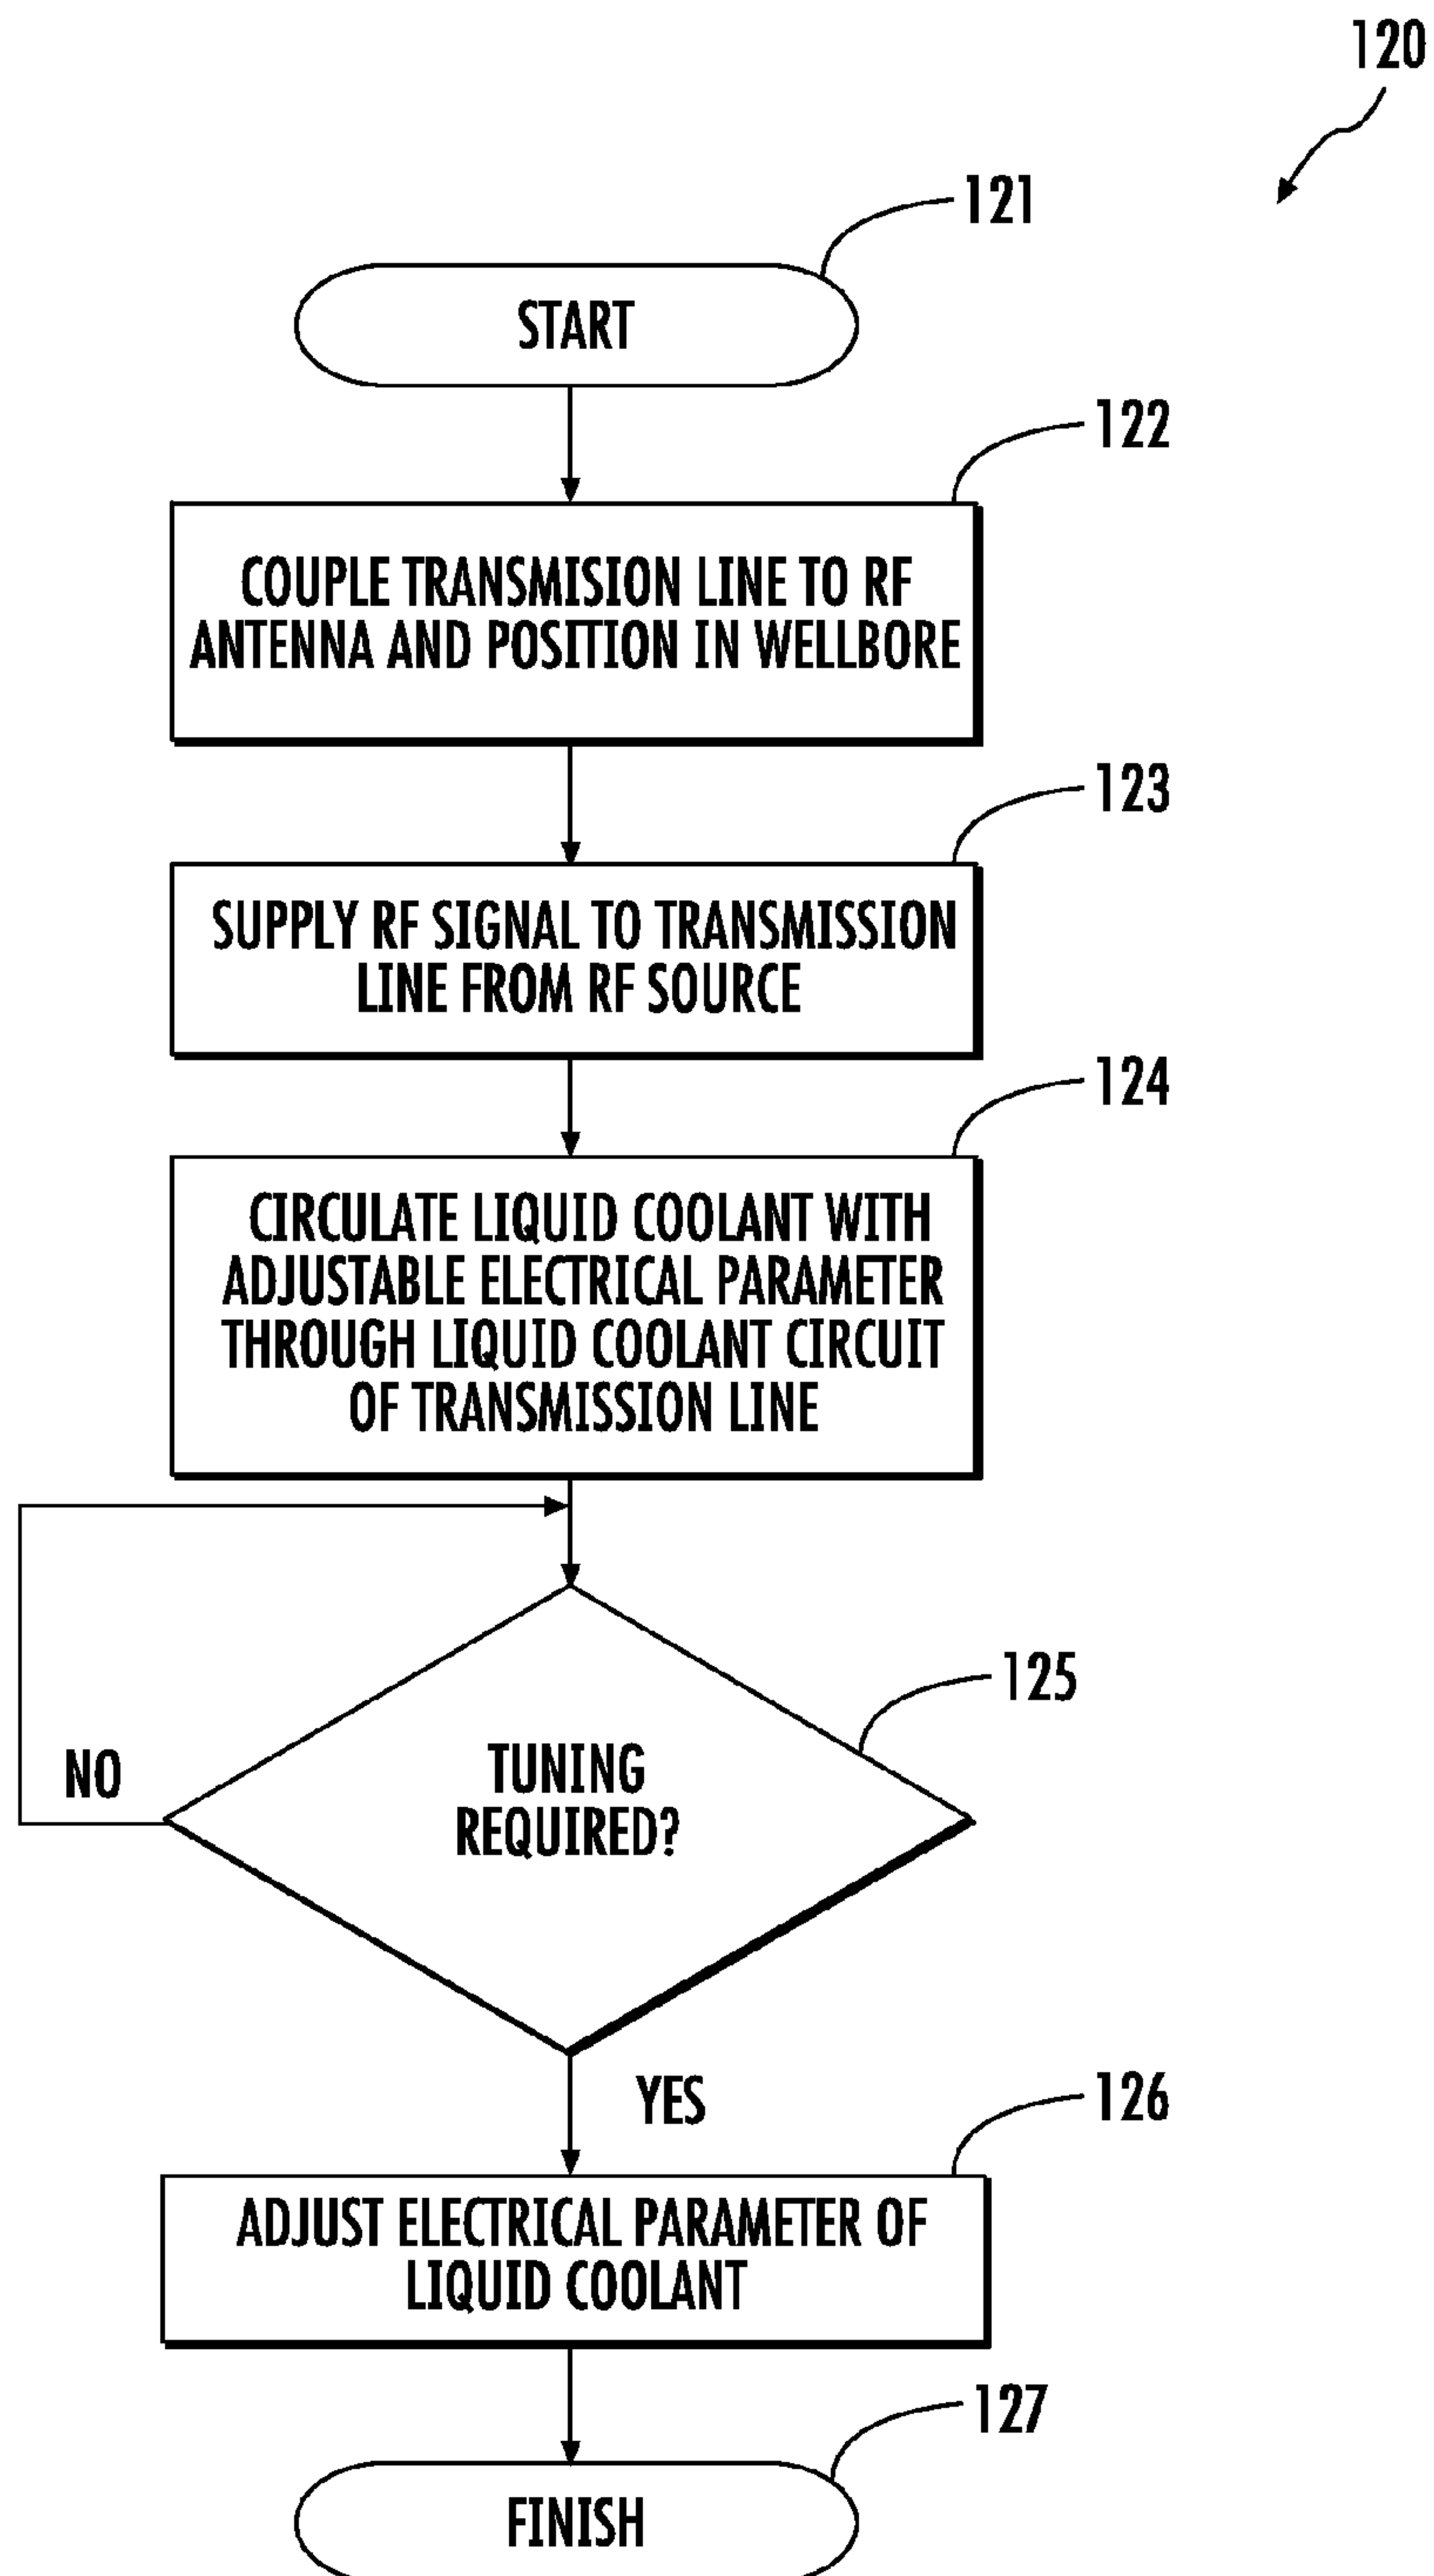 120
121
START
122
COUPLE TRANSMISION LINE TO RF
ANTENNA AND POSITION IN WELLBORE
123
SUPPLY RF SIGNAL TO TRANSMISSION
LINE FROM RF SOURCE
124
CIRCULATE LIQUID COOLANT WITH
ADJUSTABLE ELECTRICAL PARAMETER
THROUGH LIQUID COOLANT CIRCUIT
OF TRANSMISSION LINE
125
TUNING
REQUIRED?
NO
YES
126
ADJUST ELECTRICAL PARAMETER OF
LIQUID COOLANT
127
FINISH